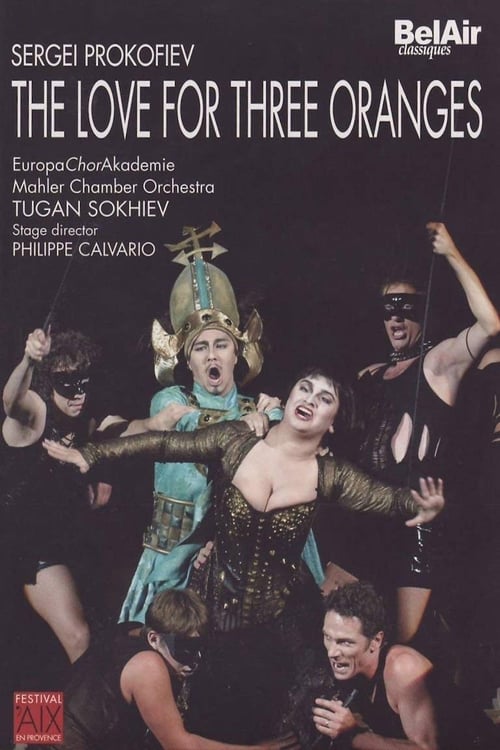 BelAir
classiques
SERGEI PROKOFIEV
THE LOVE FOR THREE ORANGES
EuropaChorAkademie
Mahler Chamber Orchestra
TUGAN SOKHIEV
Stage director
PHILIPPE CALVARIO
FESTIVAL
D'AIX
EN PROVENCE